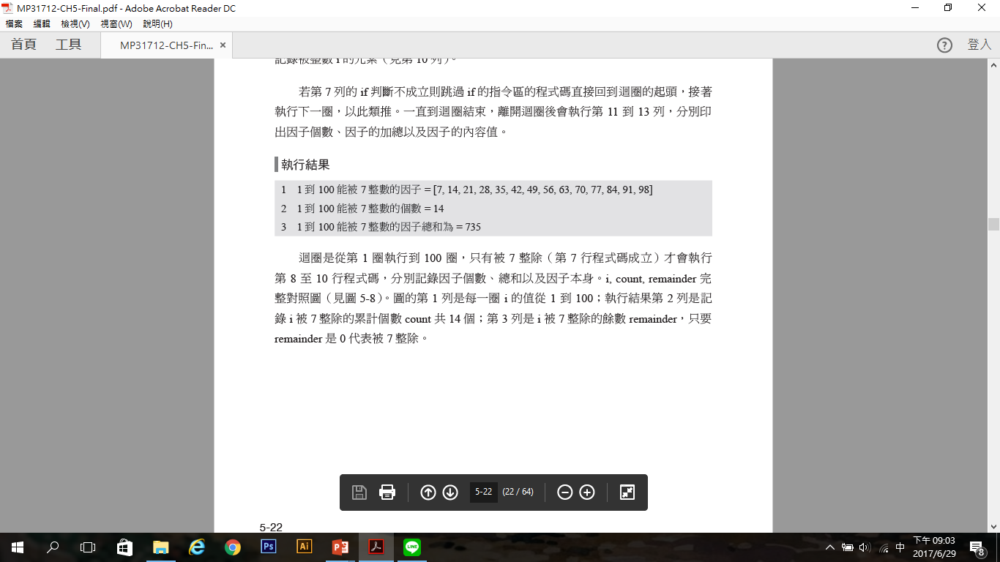 MP31712-CH5-Final.pdf - Adobe Acrobat Reader DC
檔案 編輯 檢視(V) 視窗(W) 說明(H)
首頁 工具 MP31712-CH5-Fin... × ? 登入
記錄被整數 i 的元素（見第 10 列）。
若第 7 列的 if 判斷不成立則跳過 if 的指令區的程式碼直接回到迴圈的起頭，接著
執行下一圈，以此類推。一直到迴圈結束，離開迴圈後會執行第 11 到 13 列，分別印
出因子個數、因子的加總以及因子的內容值。
執行結果
1 1 到 100 能被 7 整數的因子 = [7, 14, 21, 28, 35, 42, 49, 56, 63, 70, 77, 84, 91, 98]
2 1 到 100 能被 7 整數的個數 = 14
3 1 到 100 能被 7 整數的因子總和為 = 735
迴圈是從第 1 圈執行到 100 圈，只有被 7 整除（第 7 行程式碼成立）才會執行
第 8 至 10 行程式碼，分別記錄因子個數、總和以及因子本身。i, count, remainder 完
整對照圖（見圖 5-8）。圖的第 1 列是每一圈 i 的值從 1 到 100；執行結果第 2 列是記
錄 i 被 7 整除的累計個數 count 共 14 個；第 3 列是 i 被 7 整除的餘數 remainder，只要
remainder 是 0 代表被 7 整除。
5-22 (22 / 64)
5-22
Ps Ai LINE 中 下午 09:03
2017/6/29 8